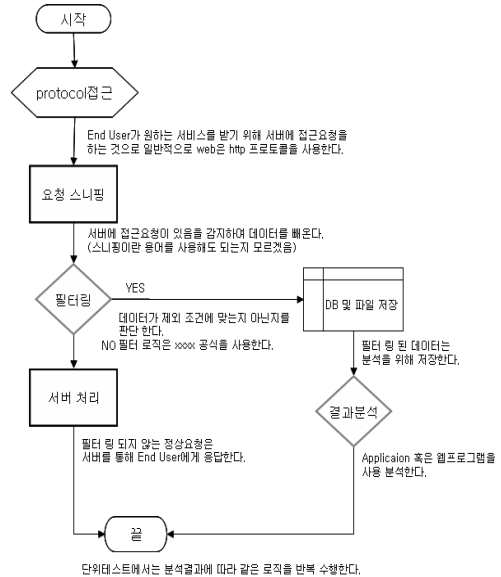 시작
protocol접근
End User가 원하는 서비스를 받기 위해 서버에 접근요청을
하는 것으로 일반적으로 web은 http 프로토콜을 사용한다.
요청 스니핑
서버에 접근요청이 있음을 감지하여 데이터를 빼온다.
(스니핑이란 용어를 사용해도 되는지 모르겠음)
필터링
YES
DB 및 파일 저장
데이터가 제외 조건에 맞는지 아닌지를
판단 한다.
NO 필터 로직은 xxxx 공식을 사용한다.
필터 링 된 데이터는
분석을 위해 저장한다.
서버 처리
결과분석
필터 링 되지 않는 정상요청은
서버를 통해 End User에게 응답한다.
Applicaion 혹은 웹프로그램을
사용 분석한다.
끝
단위테스트에서는 분석결과에 따라 같은 로직을 반복 수행한다.